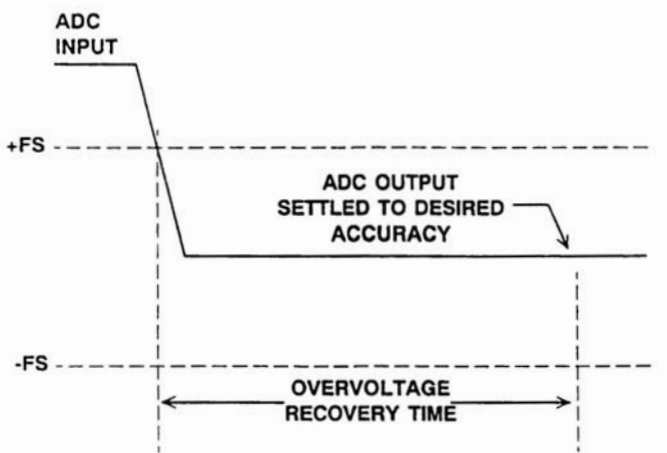 ADC
INPUT
+FS
ADC OUTPUT
SETTLED TO DESIRED
ACCURACY
-FS
OVERVOLTAGE
RECOVERY TIME